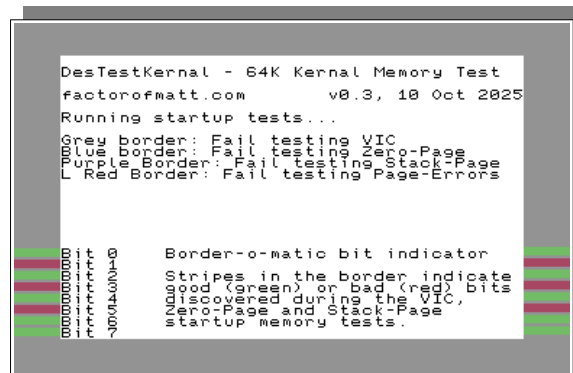 DesTestKernal - 64K Kernal Memory Test
factorofmatt.com v0.3, 10 Oct 2025
Running startup tests...
Grey border: Fail testing VIC
Blue border: Fail testing Zero-Page
Purple Border: Fail testing Stack-Page
L Red Border: Fail testing Page-Errors
Bit 0 Border-o-matic bit indicator
Bit 1
Bit 2 Stripes in the border indicate
Bit 3 good (green) or bad (red) bits
Bit 4 discovered during the VIC,
Bit 5 Zero-Page and Stack-Page
Bit 6 startup memory tests.
Bit 7